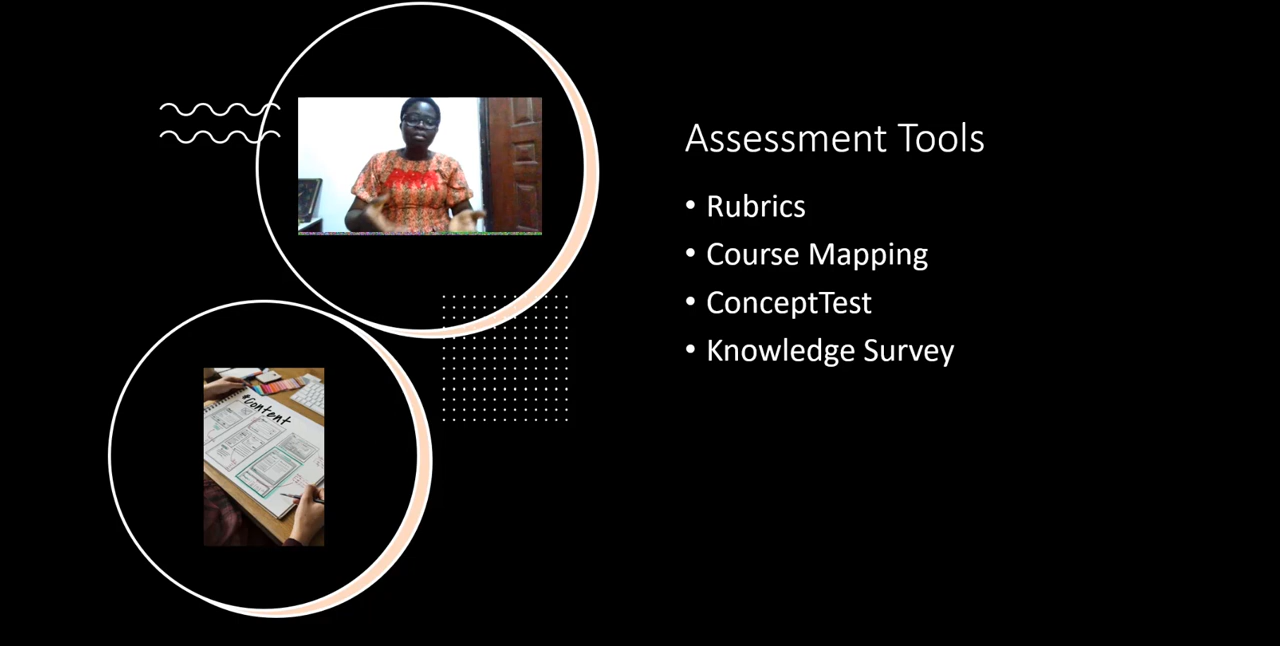 Assessment Tools
• Rubrics
• Course Mapping
• ConceptTest
• Knowledge Survey
#Content